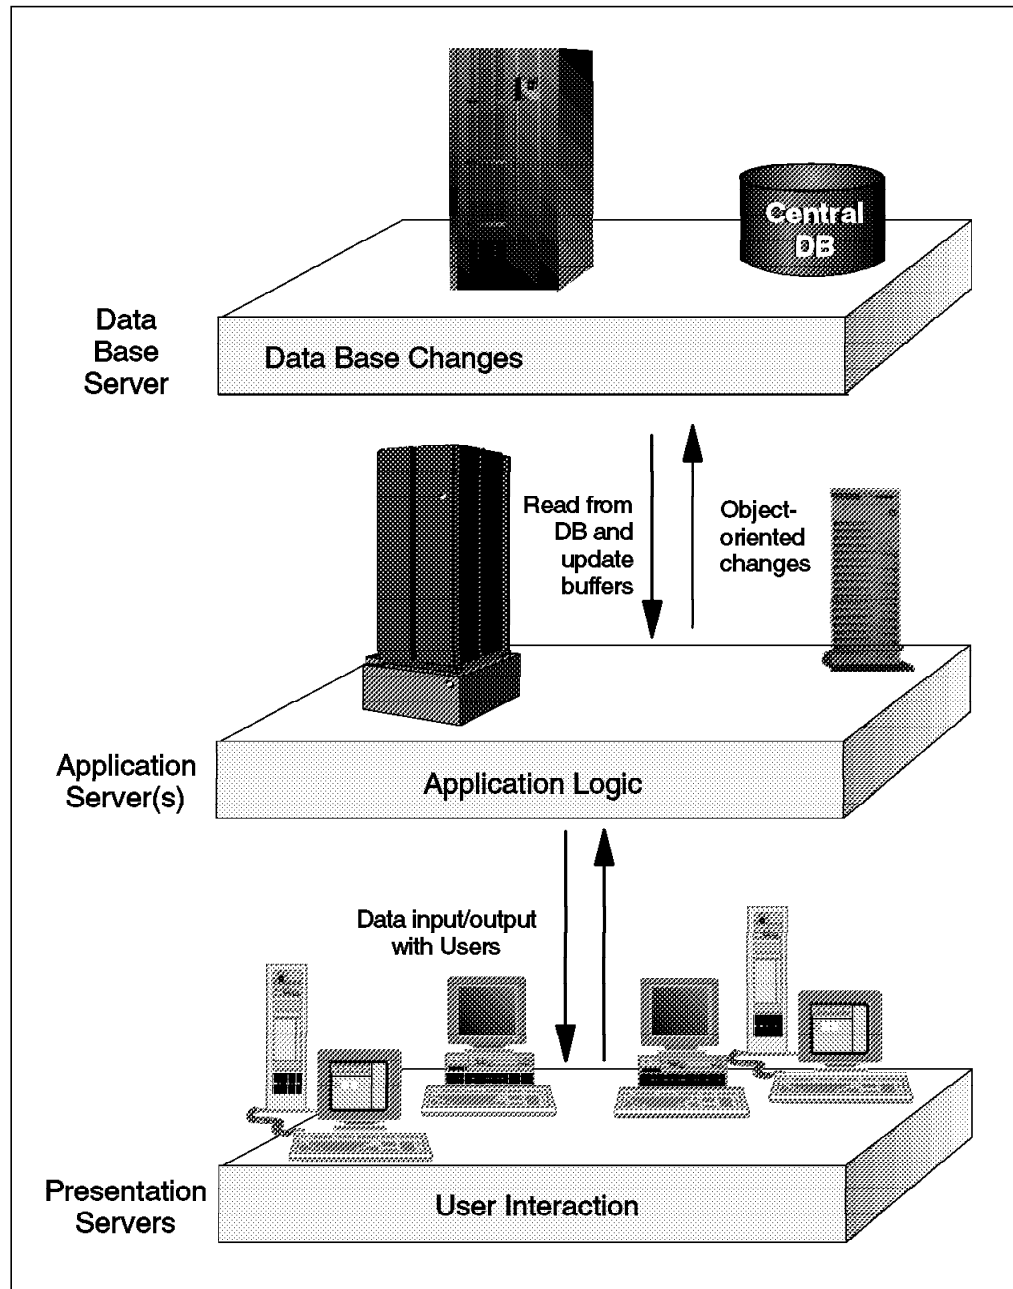 Central
DB
Data
Base
Server
Data Base Changes
Read from
DB and
update
buffers
Object-
oriented
changes
Application
Server(s)
Application Logic
Data input/output
with Users
Presentation
Servers
User Interaction